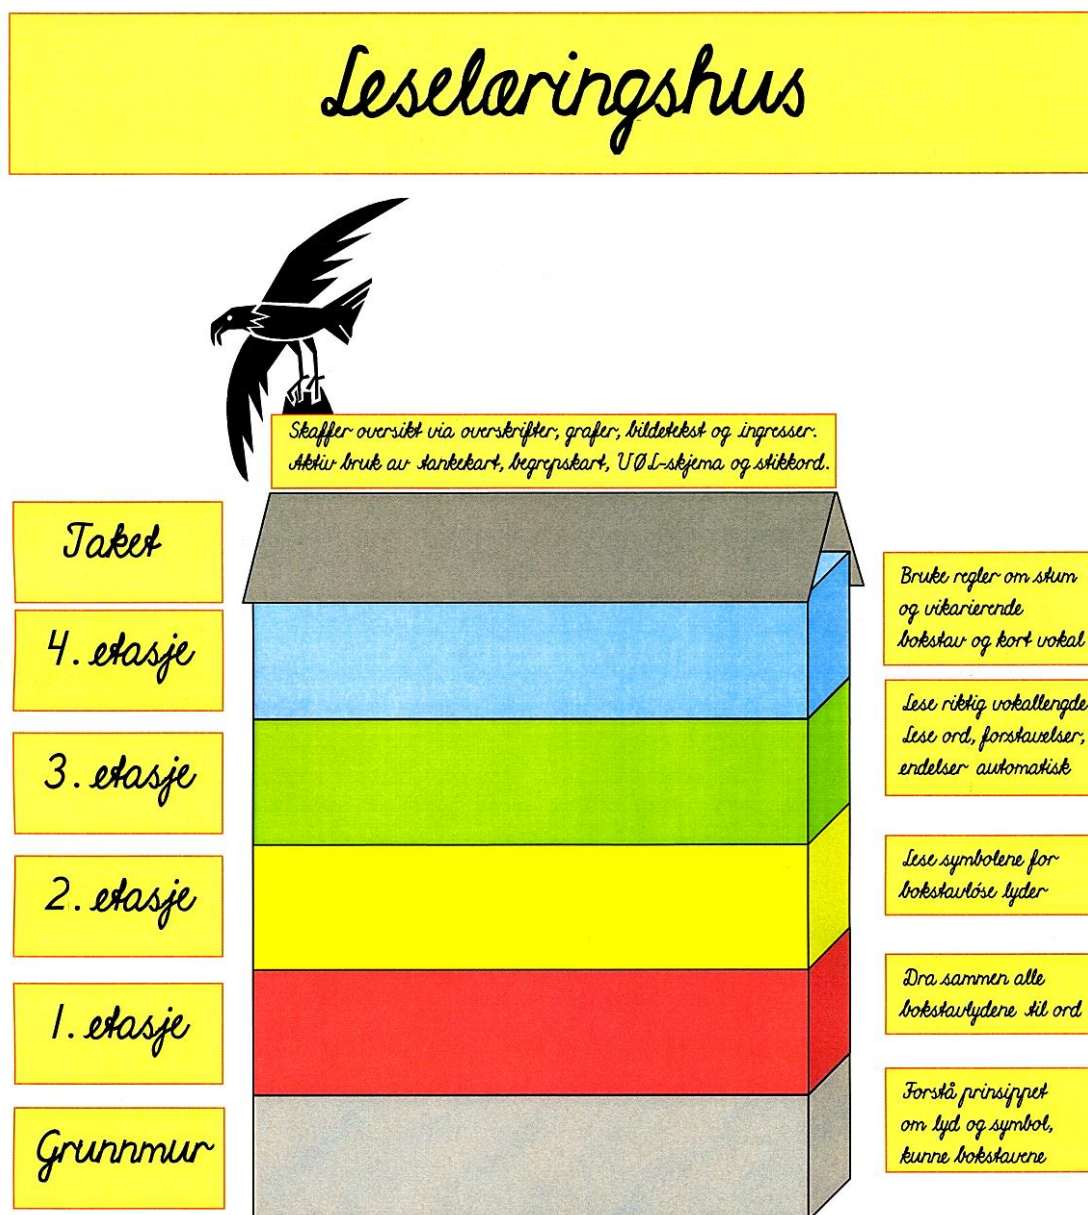 Leselæringshus
Skaffer oversikt via overskrifter, grafer, bildetekst og ingresser.
Aktiv bruk av tankekart, begrepskart, UØL-skjema og stikkord.
Taket
4. etasje
Bruke regler om stum
og vikarierende
bokstav og kort vokal
3. etasje
Lese riktig vokallengde
Lese ord, forstavelser,
endelser automatisk
2. etasje
Lese symbolene for
bokstavløse lyder
1. etasje
Dra sammen alle
bokstavlydene til ord
Grunnmur
Forstå prinsippet
om lyd og symbol,
kunne bokstavene